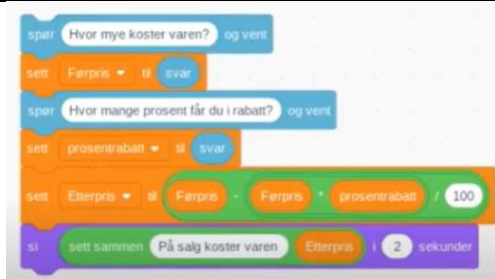 spør Hvor mye koster varen? og vent
sett Førpris til svar
spør Hvor mange prosent får du i rabatt? og vent
sett prosentrabatt til svar
sett Etterpris til Førpris - Førpris * prosentrabatt / 100
si sett sammen På salg koster varen Etterpris i 2 sekunder